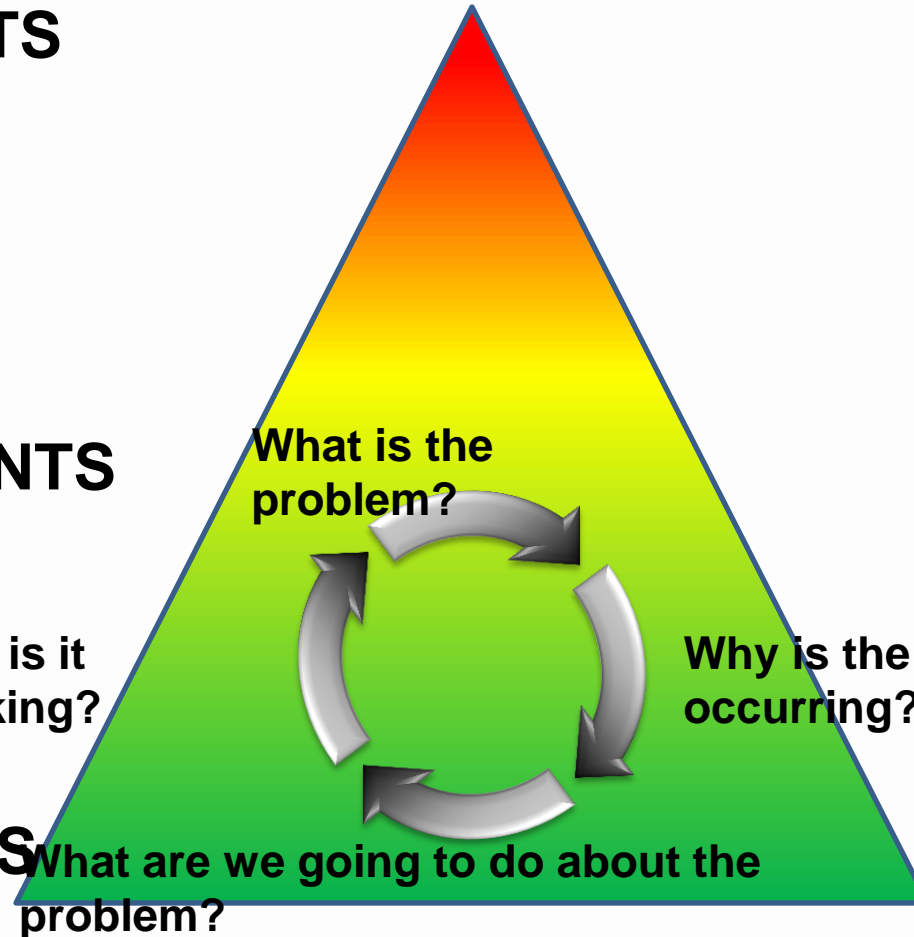 TS
What is the
problem?
NTS
is it
king?
Why is the
occurring?
S
What are we going to do about the
problem?